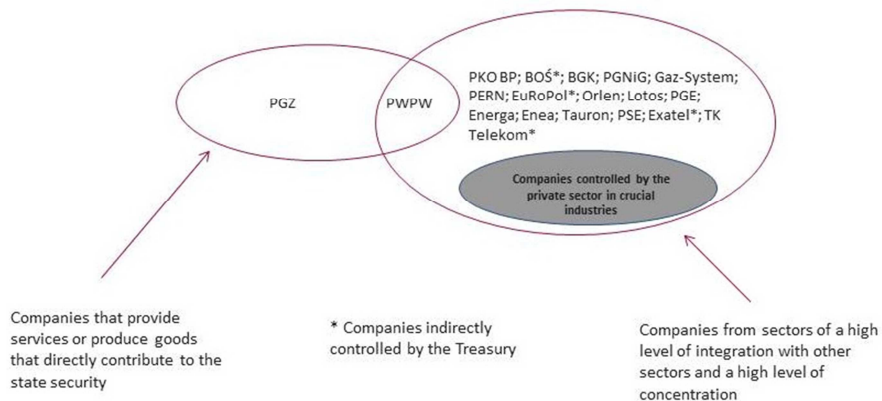 PGZ
PWPW
PKO BP; BOŚ*; BGK; PGNiG; Gaz-System;
PERN; EuRoPol*; Orlen; Lotos; PGE;
Energa; Enea; Tauron; PSE; Exatel*; TK
Telekom*
Companies controlled by the
private sector in crucial
industries
Companies that provide
services or produce goods
that directly contribute to the
state security
* Companies indirectly
controlled by the Treasury
Companies from sectors of a high
level of integration with other
sectors and a high level of
concentration